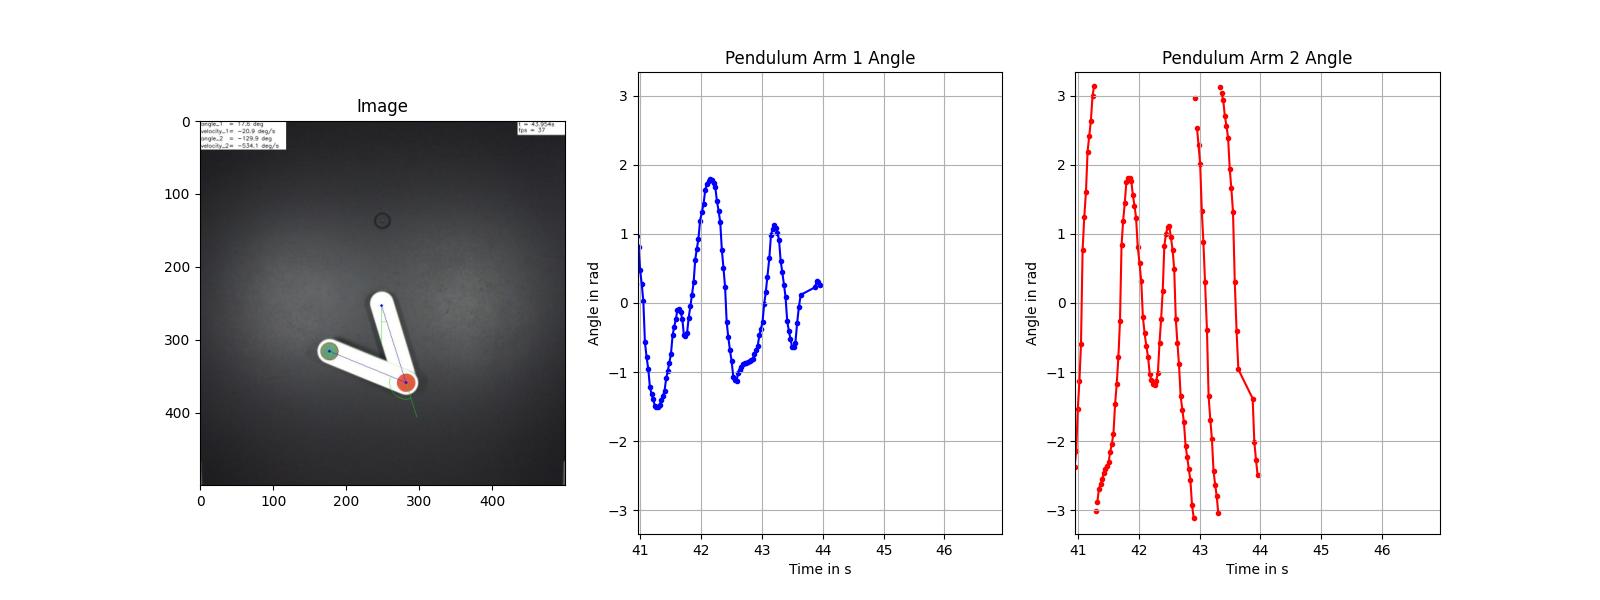 Image
angle_1 = 17.6 deg
velocity_1= -20.9 deg/s
angle_2 = -129.9 deg
velocity_2= -534.1 deg/s
t = 43.954s
fps = 37
0
100
200
300
400
0 100 200 300 400
Pendulum Arm 1 Angle
Angle in rad
3
2
1
0
−1
−2
−3
41 42 43 44 45 46
Time in s
Pendulum Arm 2 Angle
Angle in rad
3
2
1
0
−1
−2
−3
41 42 43 44 45 46
Time in s